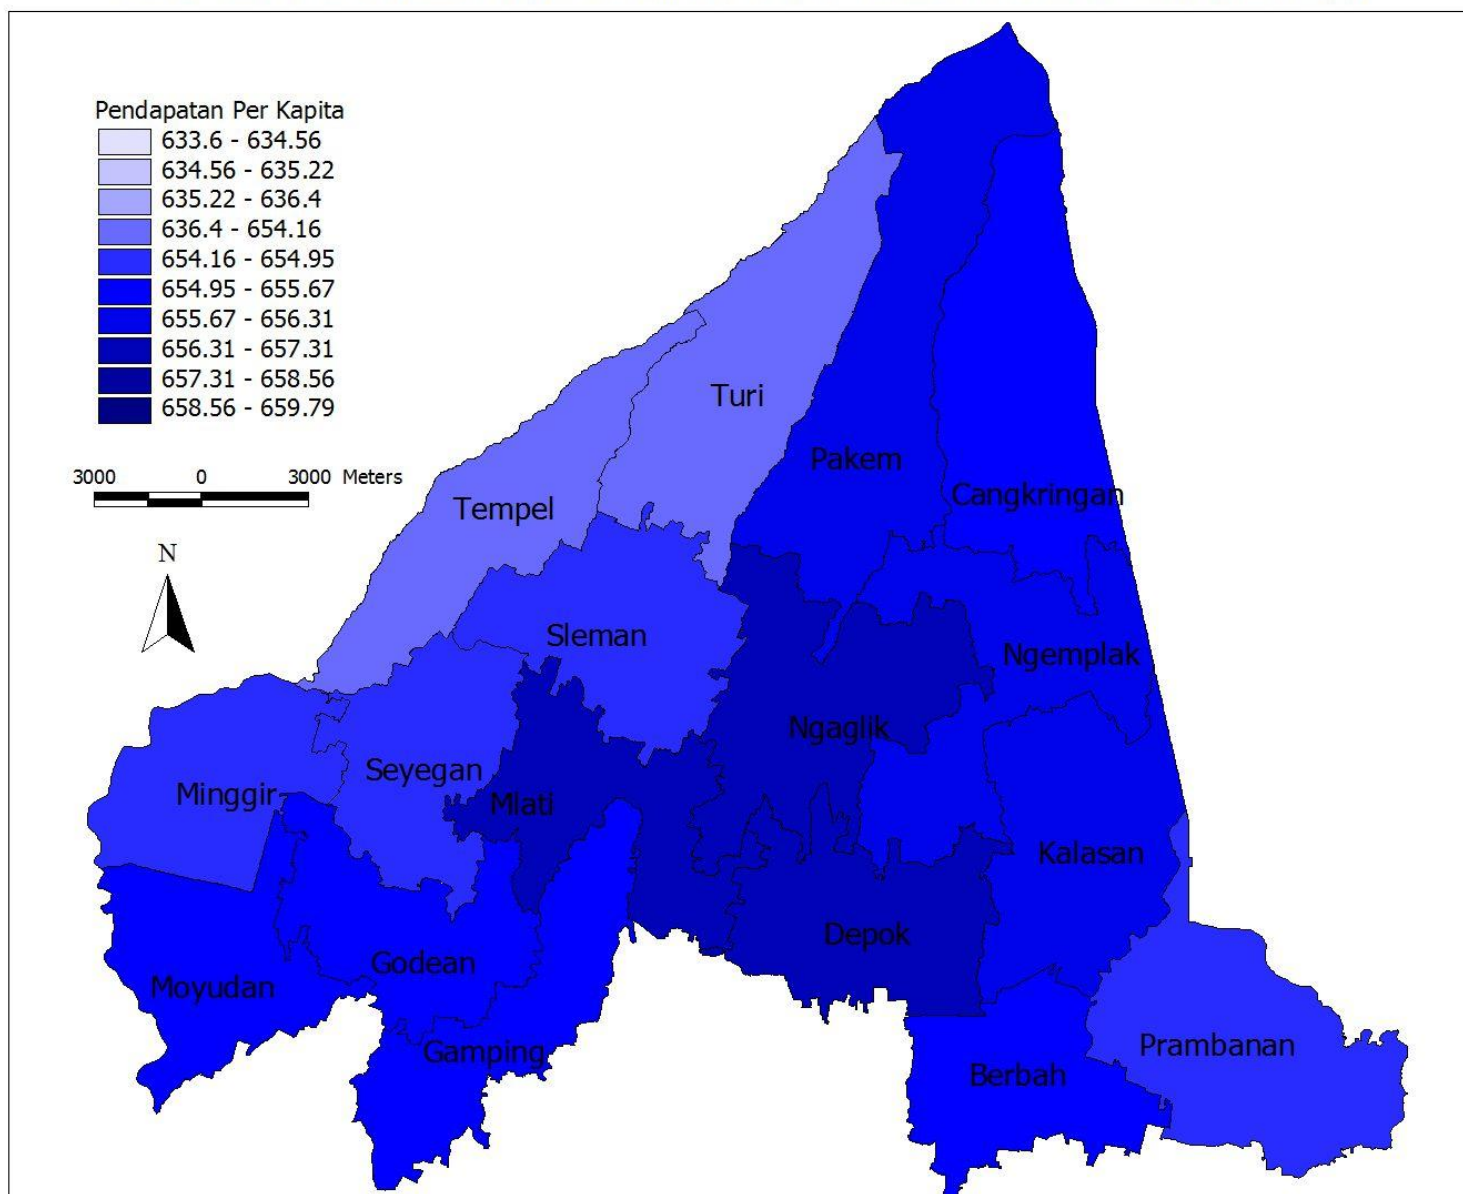 Pendapatan Per Kapita
633.6 - 634.56
634.56 - 635.22
635.22 - 636.4
636.4 - 654.16
654.16 - 654.95
654.95 - 655.67
655.67 - 656.31
656.31 - 657.31
657.31 - 658.56
658.56 - 659.79
3000 0 3000 Meters
N
Turi
Pakem
Cangkringan
Tempel
Sleman
Ngemplak
Ngaglik
Seyegan
Minggir
Mlati
Kalasan
Depok
Godean
Moyudan
Gamping
Prambanan
Berbah